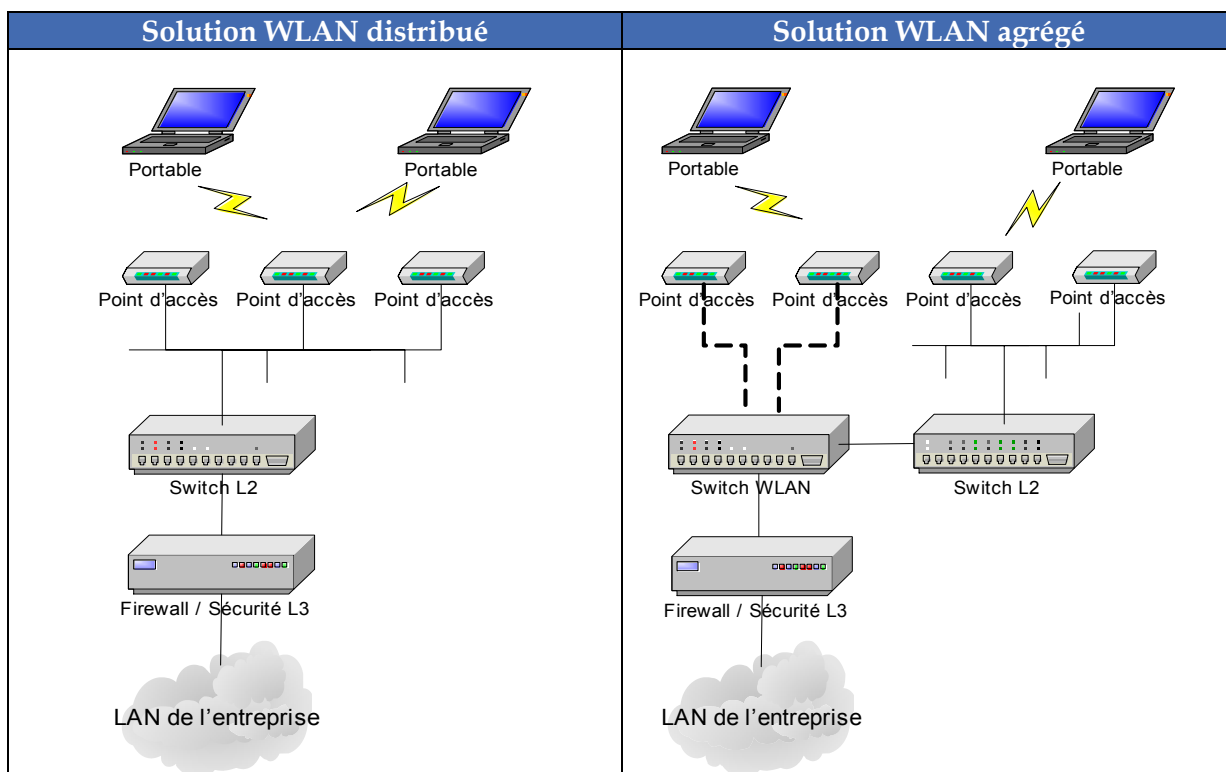 Solution WLAN distribué
Solution WLAN agrégé
Portable
Portable
Point d'accès
Point d'accès
Point d'accès
Switch L2
Firewall / Sécurité L3
LAN de l'entreprise
Portable
Portable
Point d'accès
Point d'accès
Point d'accès
Point d'accès
Switch WLAN
Switch L2
Firewall / Sécurité L3
LAN de l'entreprise